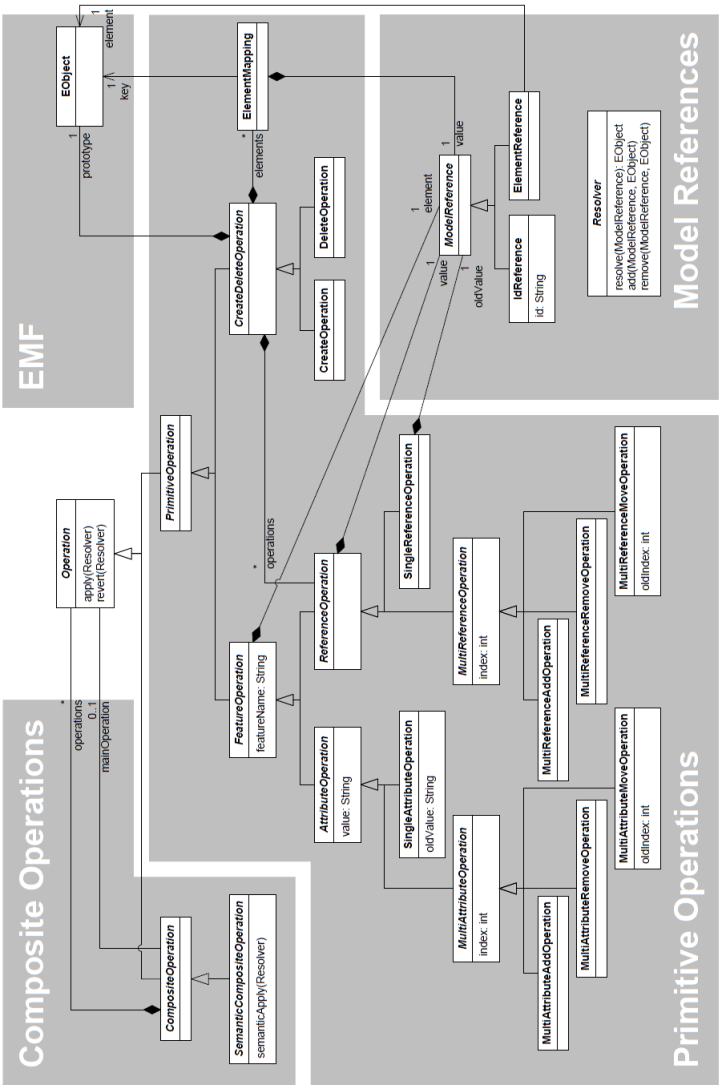 Composite Operations
EMF
Operation
apply(Resolver)
revert(Resolver)
EObject
1
element
1
prototype
1
key
*
operations
0..1
mainOperation
CompositeOperation
SemanticCompositeOperation
semanticApply(Resolver)
PrimitiveOperation
FeatureOperation
featureName: String
CreateDeleteOperation
ElementMapping
*
elements
*
operations
CreateOperation
DeleteOperation
AttributeOperation
value: String
ReferenceOperation
SingleAttributeOperation
oldValue: String
SingleReferenceOperation
MultiAttributeOperation
index: int
MultiReferenceOperation
index: int
MultiAttributeAddOperation
MultiAttributeRemoveOperation
MultiAttributeMoveOperation
oldIndex: int
MultiReferenceAddOperation
MultiReferenceRemoveOperation
MultiReferenceMoveOperation
oldIndex: int
Primitive Operations
1
element
1
value
1
value
1
oldValue
ModelReference
IdReference
id: String
ElementReference
Resolver
resolve(ModelReference): EObject
add(ModelReference, EObject)
remove(ModelReference, EObject)
Model References